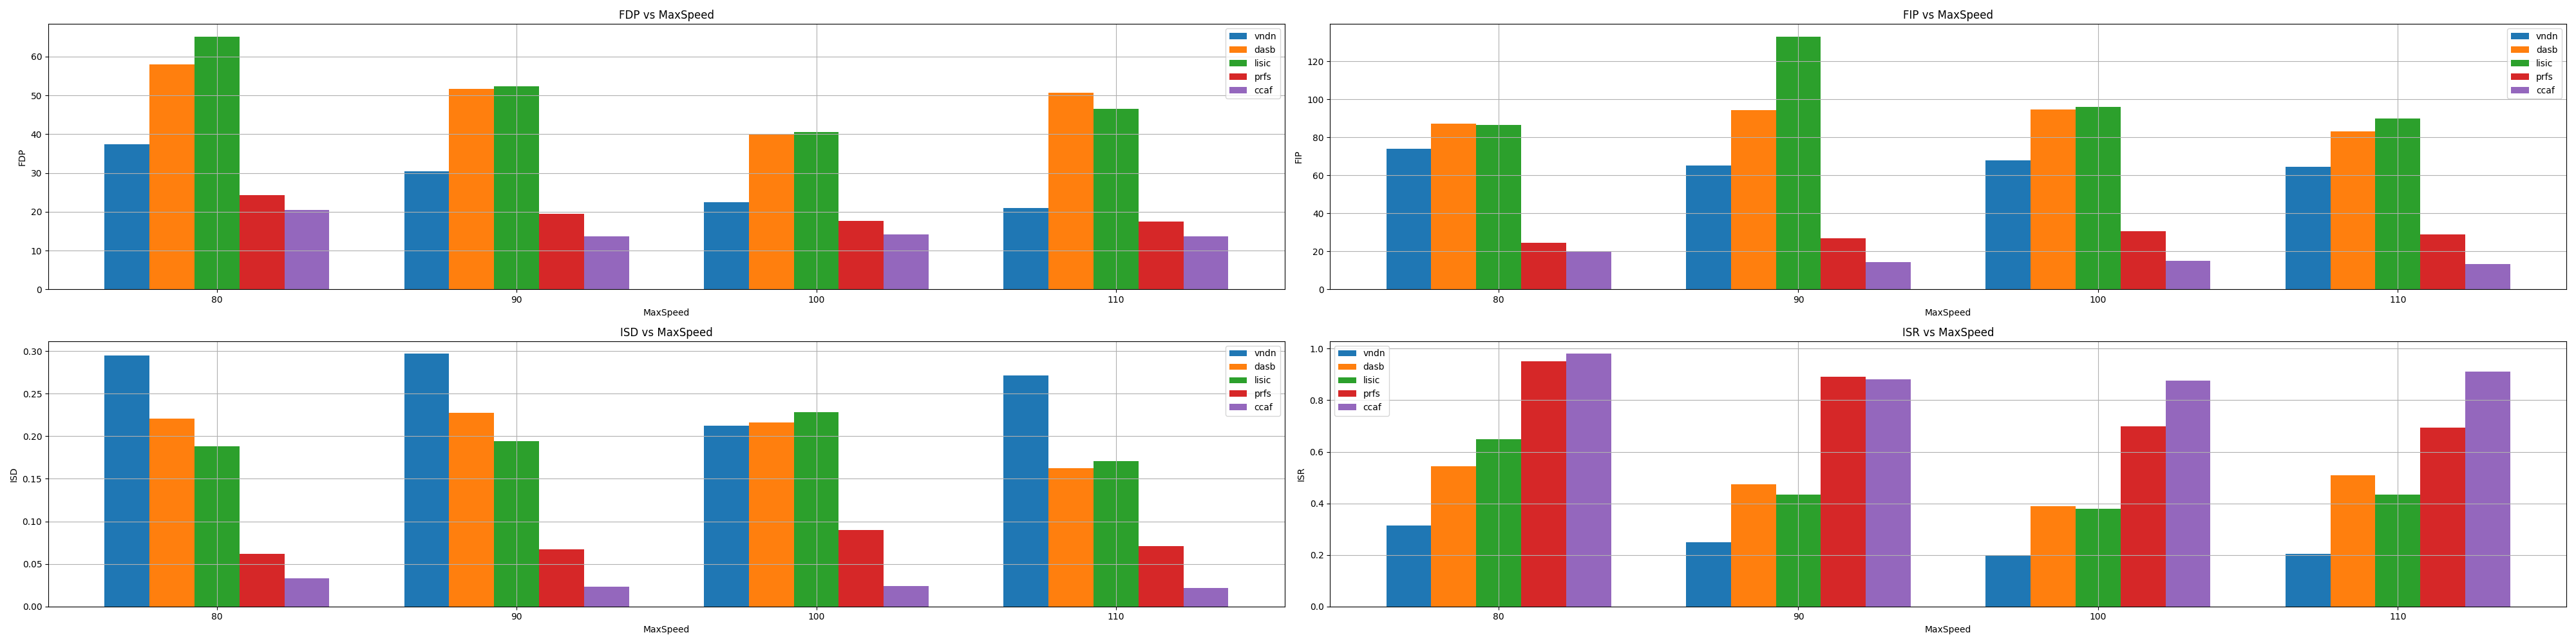 FDP vs MaxSpeed
FDP
60
50
40
30
20
10
0
80 90 100 110
MaxSpeed
vndn
dasb
lisic
prfs
ccaf
FIP vs MaxSpeed
FIP
120
100
80
60
40
20
0
80 90 100 110
MaxSpeed
vndn
dasb
lisic
prfs
ccaf
ISD vs MaxSpeed
ISD
0.30
0.25
0.20
0.15
0.10
0.05
0.00
80 90 100 110
MaxSpeed
vndn
dasb
lisic
prfs
ccaf
ISR vs MaxSpeed
ISR
1.0
0.8
0.6
0.4
0.2
0.0
80 90 100 110
MaxSpeed
vndn
dasb
lisic
prfs
ccaf